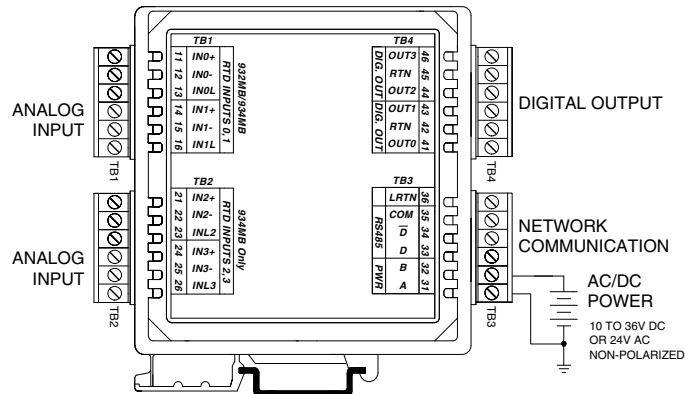 TB1
11 IN0+
12 IN0-
13 IN0L
14 IN1+
15 IN1-
16 IN1L
RTD INPUTS 0,1
932MB/934MB
TB4
OUT3 46
RTN 45
OUT2 44
OUT1 43
RTN 42
OUT0 41
DIG. OUT
DIG. OUT
ANALOG
INPUT
TB1
DIGITAL OUTPUT
TB4
TB2
21 IN2+
22 IN2-
23 INL2
24 IN3+
25 IN3-
26 INL3
RTD INPUTS 2,3
934MB Only
TB3
LRTN 36
COM 35
D̅ 34
D 33
B 32
A 31
RS485
PWR
ANALOG
INPUT
TB2
NETWORK
COMMUNICATION
TB3
AC/DC
POWER
10 TO 36V DC
OR 24V AC
NON-POLARIZED